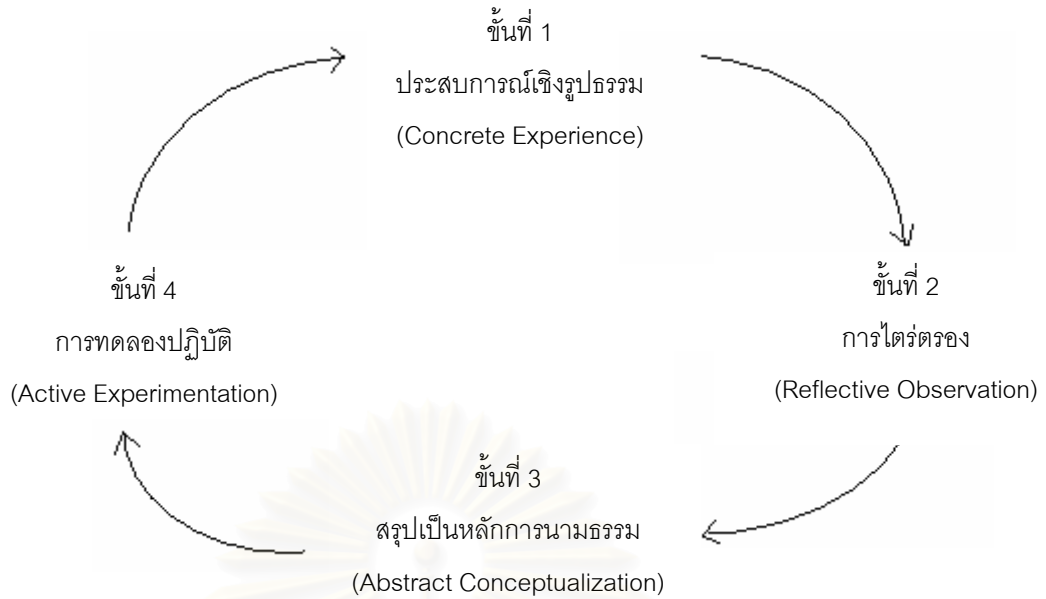 ขั้นที่ 1
ประสบการณ์เชิงรูปธรรม
(Concrete Experience)
ขั้นที่ 2
การไตร่ตรอง
(Reflective Observation)
ขั้นที่ 3
สรุปเป็นหลักการนามธรรม
(Abstract Conceptualization)
ขั้นที่ 4
การทดลองปฏิบัติ
(Active Experimentation)